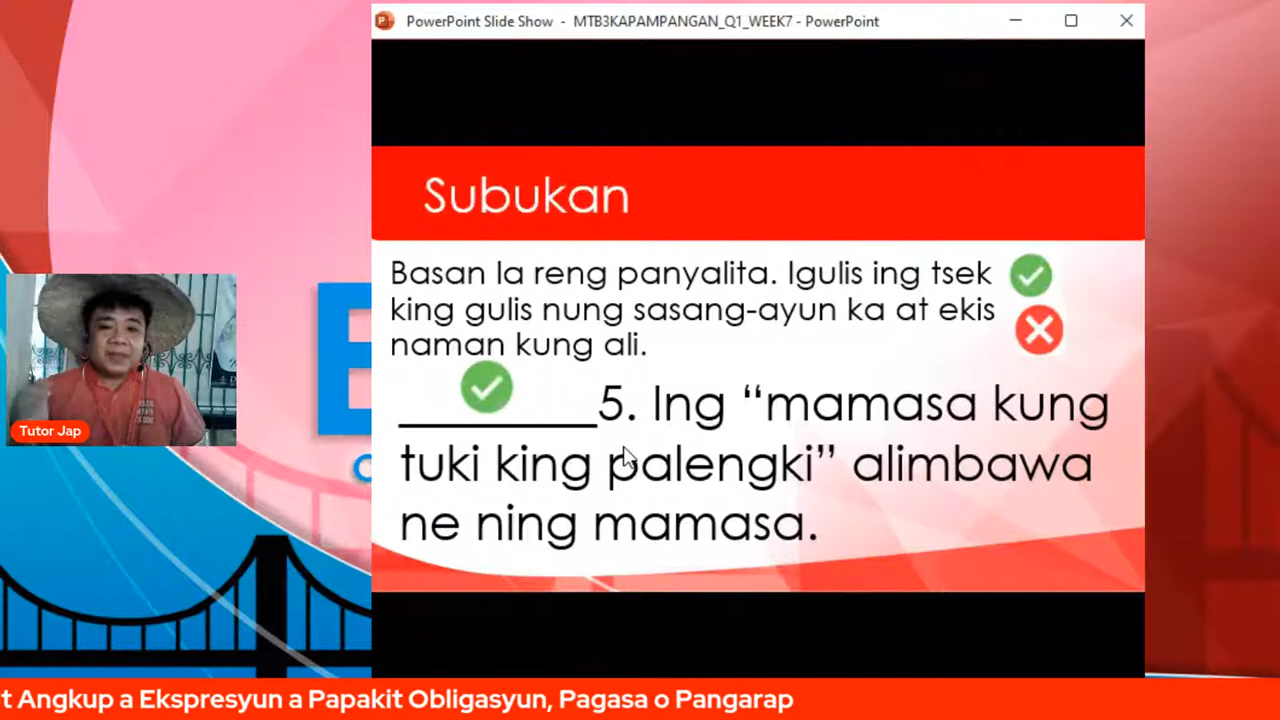 PowerPoint Slide Show - MTB3KAPAMPANGAN_Q1_WEEK7 - PowerPoint
Subukan
Basan la reng panyalita. Igulis ing tsek
king gulis nung sasang-ayun ka at ekis
naman kung ali.
________5. Ing “mamasa kung
tuki king palengki” alimbawa
ne ning mamasa.
Tutor Jap
t Angkup a Ekspresyun a Papakit Obligasyun, Pagasa o Pangarap